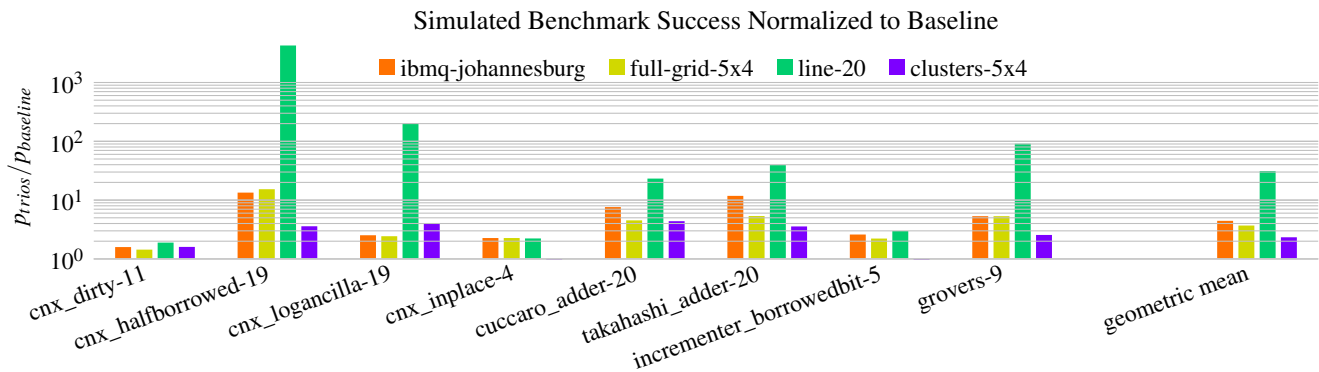 Simulated Benchmark Success Normalized to Baseline
ibmq-johannesburg full-grid-5x4 line-20 clusters-5x4
p_trios/p_baseline
10^3
10^2
10^1
10^0
cnx_dirty-11
cnx_halfborrowed-19
cnx_logancilla-19
cnx_inplace-4
cuccaro_adder-20
takahashi_adder-20
incrementer_borrowedbit-5
grovers-9
geometric mean